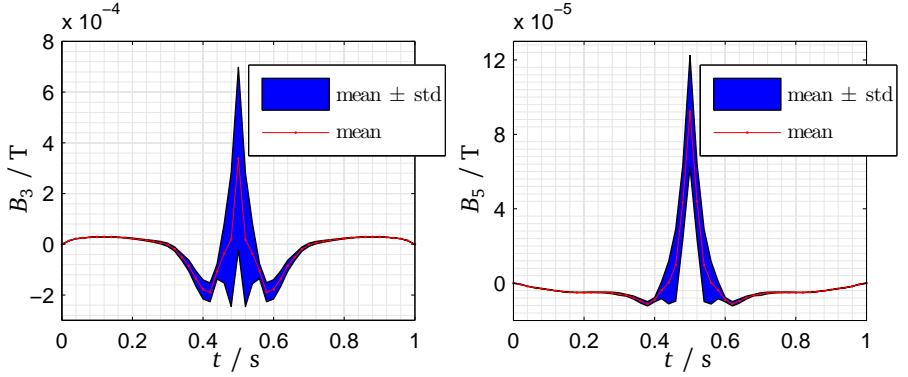 x 10⁻⁴
8
6
4
2
0
−2
B₃ / T
0 0.2 0.4 0.6 0.8 1
t / s
mean ± std
mean
x 10⁻⁵
12
8
4
0
B₅ / T
0 0.2 0.4 0.6 0.8 1
t / s
mean ± std
mean